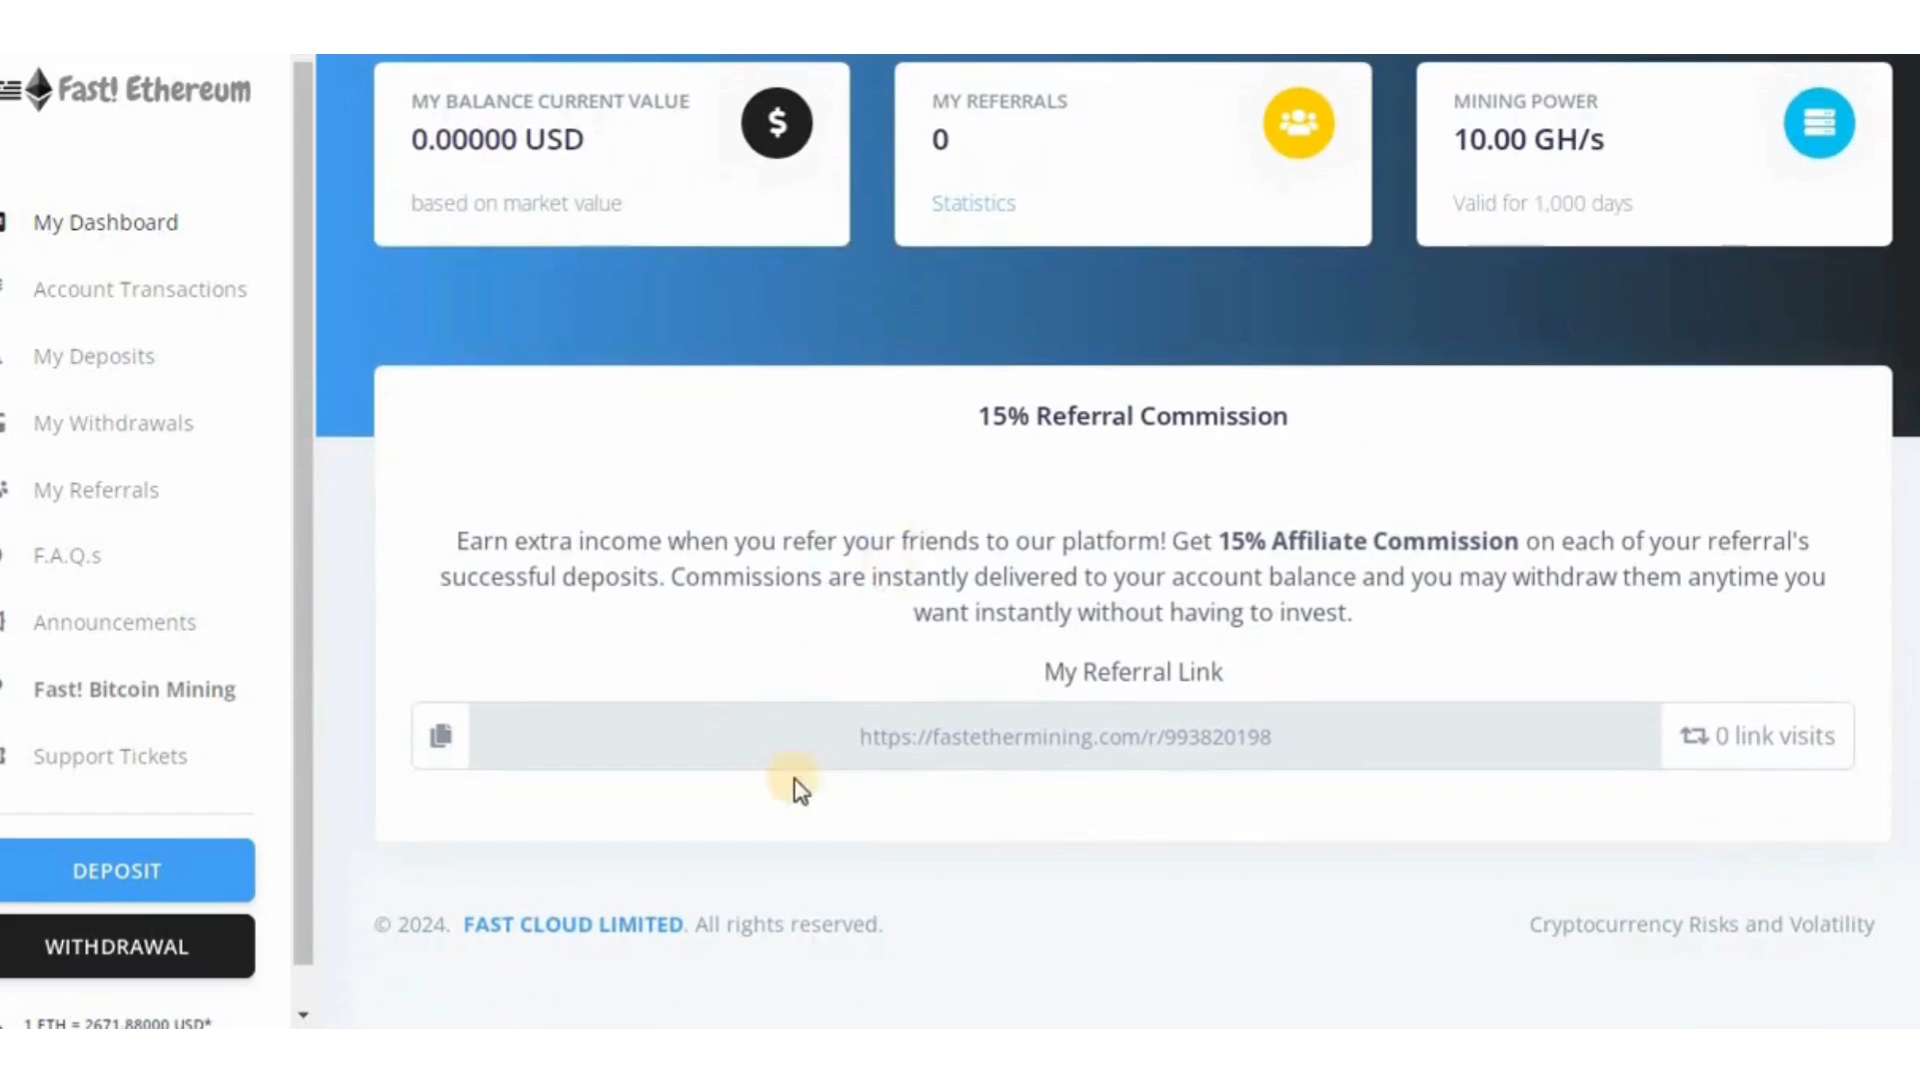 Fast! Ethereum
My Dashboard
Account Transactions
My Deposits
My Withdrawals
My Referrals
F.A.Q.s
Announcements
Fast! Bitcoin Mining
Support Tickets
DEPOSIT
WITHDRAWAL
1 ETH = 2671.88000 USD*
MY BALANCE CURRENT VALUE
0.00000 USD
based on market value
MY REFERRALS
0
Statistics
MINING POWER
10.00 GH/s
Valid for 1,000 days
15% Referral Commission
Earn extra income when you refer your friends to our platform! Get 15% Affiliate Commission on each of your referral's
successful deposits. Commissions are instantly delivered to your account balance and you may withdraw them anytime you
want instantly without having to invest.
My Referral Link
https://fastethermining.com/r/993820198
0 link visits
© 2024. FAST CLOUD LIMITED. All rights reserved.
Cryptocurrency Risks and Volatility